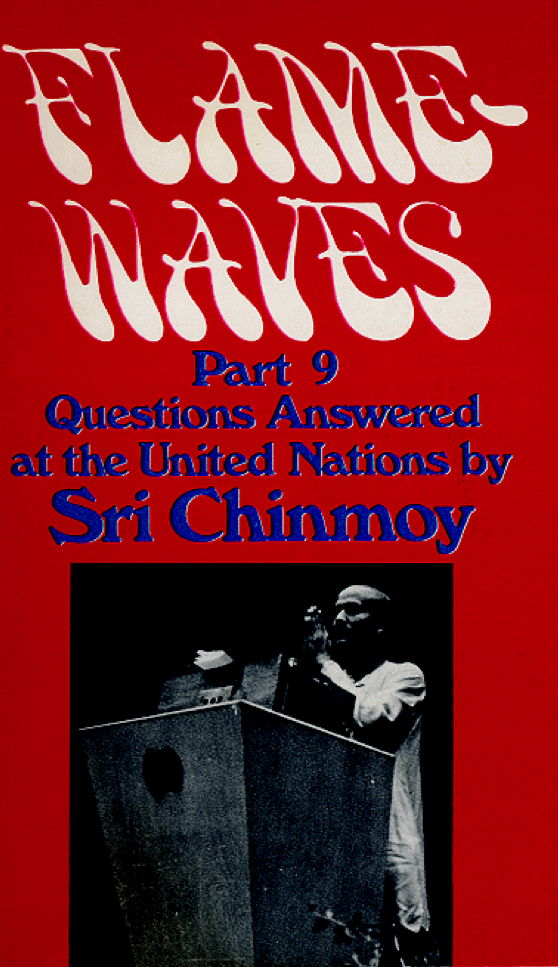 FLAME-
WAVES
Part 9
Questions Answered
at the United Nations by
Sri Chinmoy